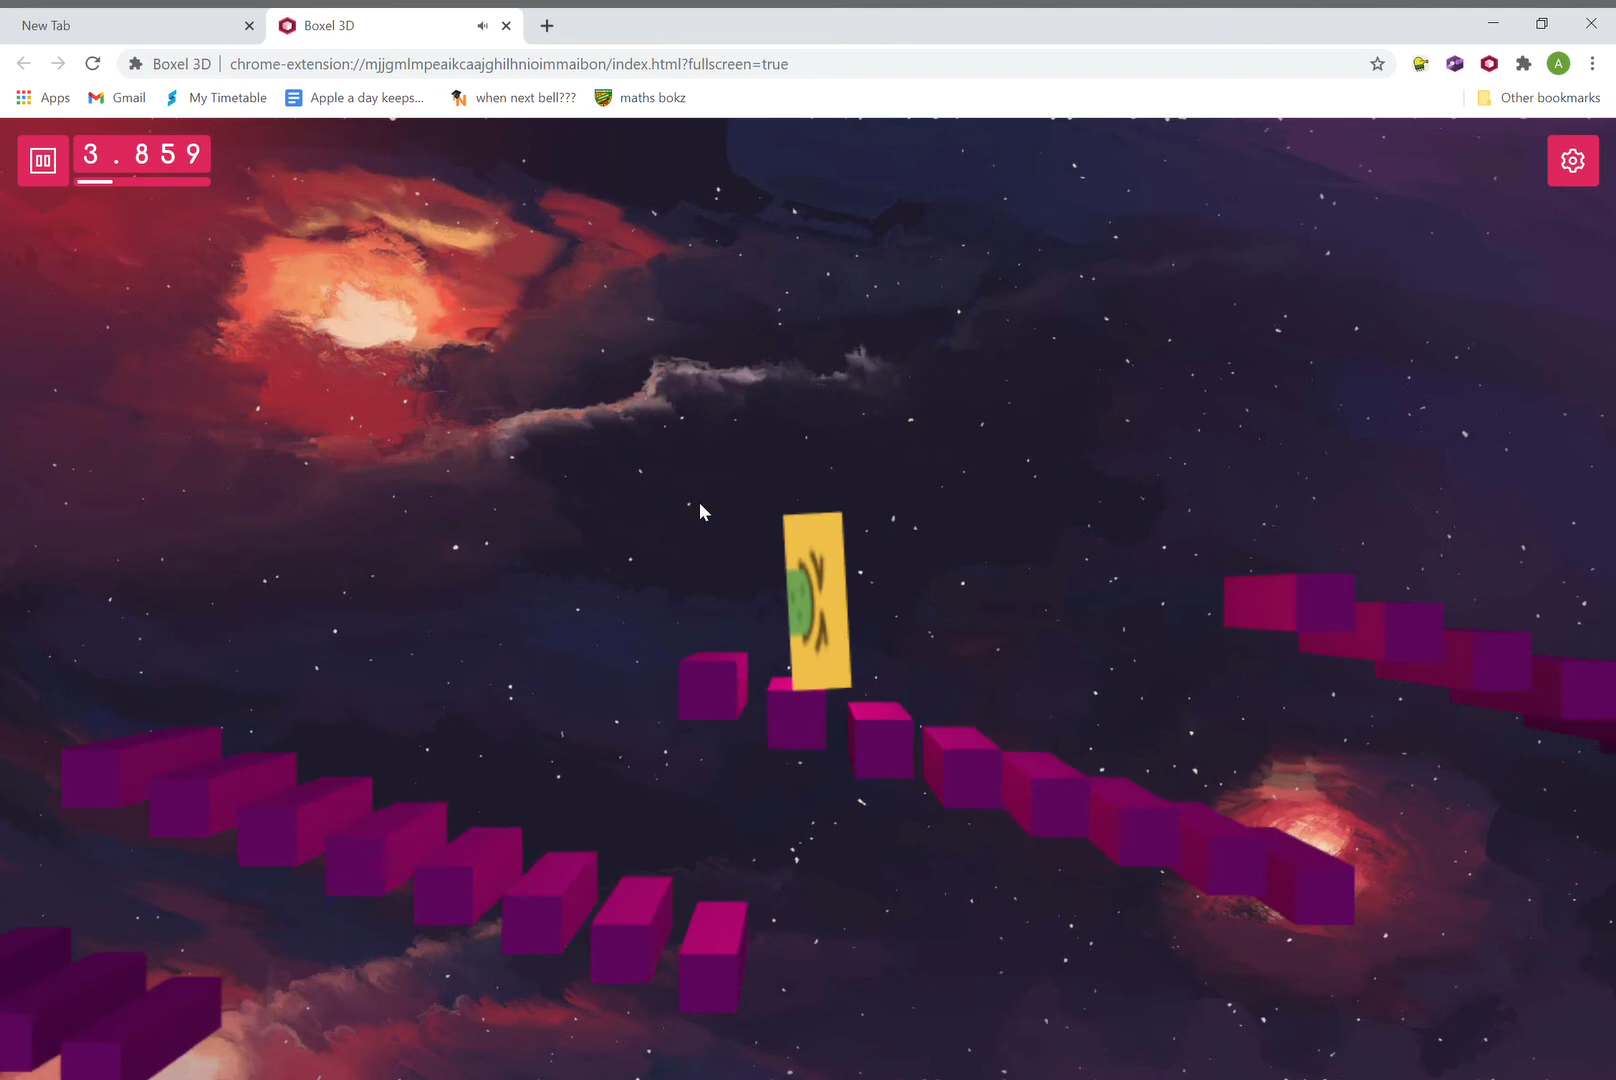 New Tab
Boxel 3D
Boxel 3D | chrome-extension://mjjgmlmpeaikcaajghilhnioimmaibon/index.html?fullscreen=true
A
Apps
Gmail
My Timetable
Apple a day keeps...
when next bell???
maths bokz
Other bookmarks
3.859